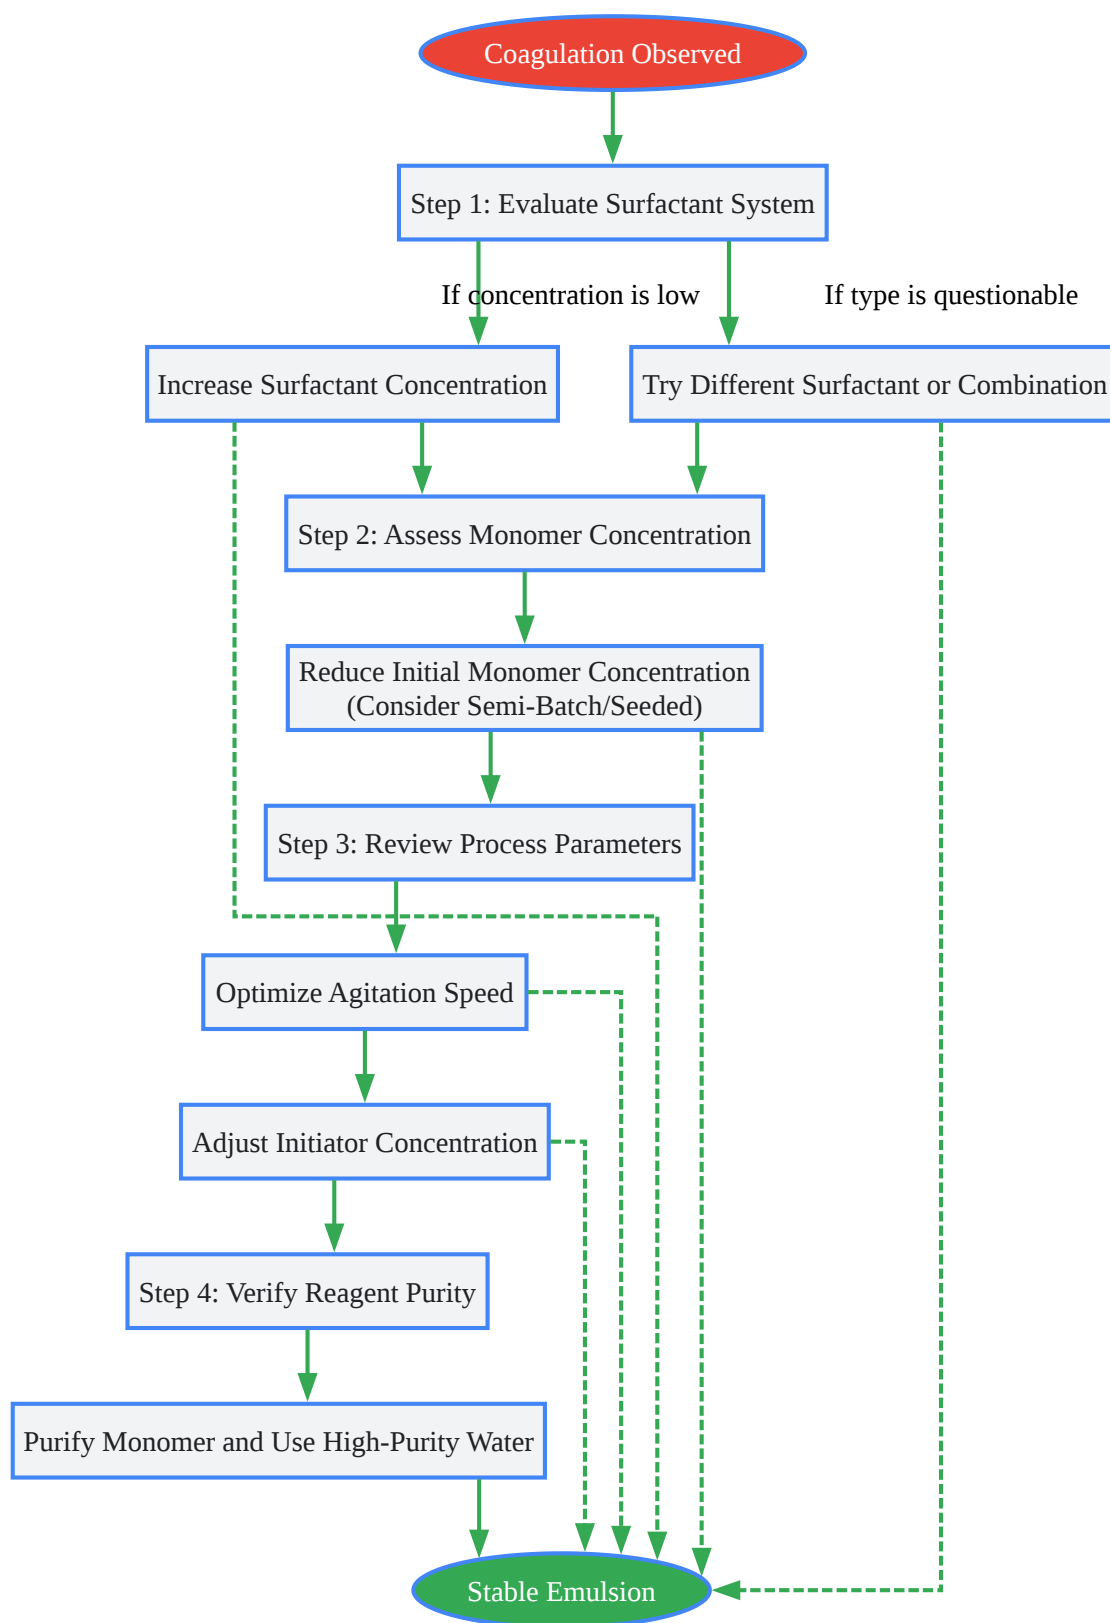 Coagulation Observed
Step 1: Evaluate Surfactant System
If concentration is low
If type is questionable
Increase Surfactant Concentration
Try Different Surfactant or Combination
Step 2: Assess Monomer Concentration
Reduce Initial Monomer Concentration
(Consider Semi-Batch/Seeded)
Step 3: Review Process Parameters
Optimize Agitation Speed
Adjust Initiator Concentration
Step 4: Verify Reagent Purity
Purify Monomer and Use High-Purity Water
Stable Emulsion